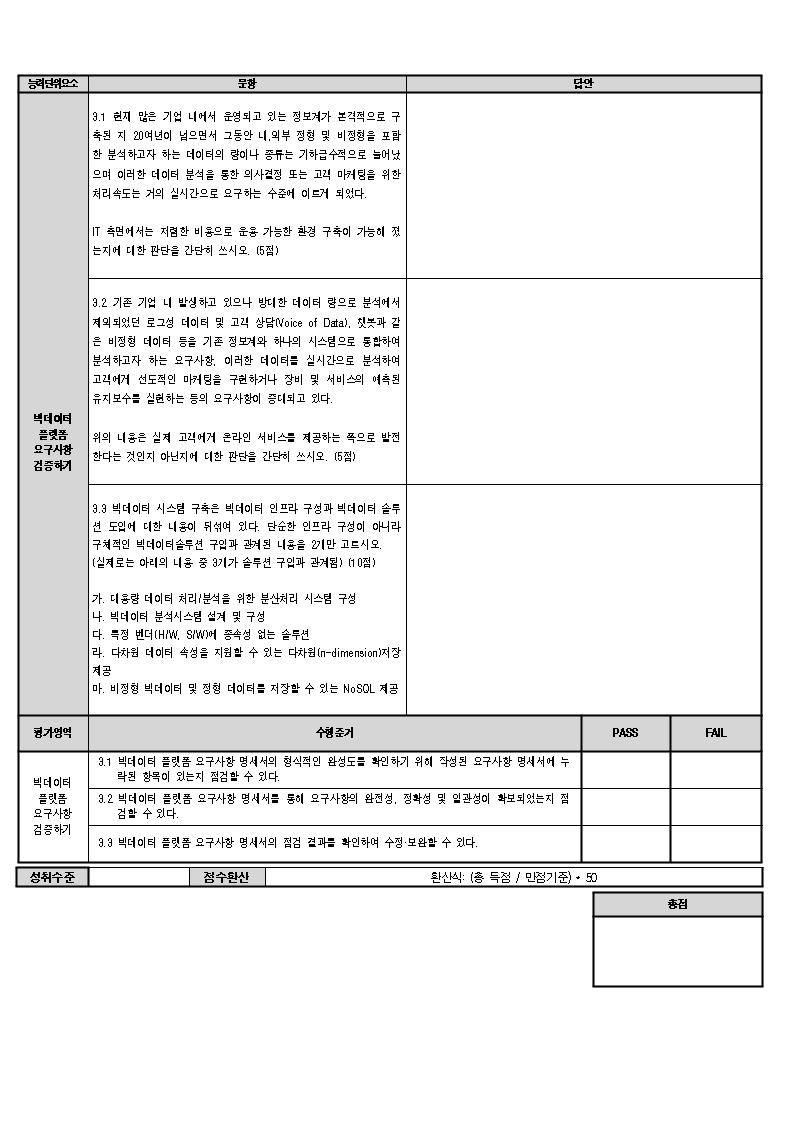 능력단위요소 문항 답안
3.1 현재 많은 기업 내에서 운영되고 있는 정보계가 본격적으로 구
축된 지 20여년이 넘으면서 그동안 내,외부 정형 및 비정형을 포함
한 분석하고자 하는 데이터의 량이나 종류는 기하급수적으로 늘어났
으며 이러한 데이터 분석을 통한 의사결정 또는 고객 마케팅을 위한
처리속도는 거의 실시간으로 요구하는 수준에 이르게 되었다.
IT 측면에서는 저렴한 비용으로 운용 가능한 환경 구축이 가능해 졌
는지에 대한 판단을 간단히 쓰시오. (5점)
3.2 기존 기업 내 발생하고 있으나 방대한 데이터 량으로 분석에서
제외되었던 로그성 데이터 및 고객 상담(Voice of Data), 챗봇과 같
은 비정형 데이터 등을 기존 정보계와 하나의 시스템으로 통합하여
분석하고자 하는 요구사항, 이러한 데이터를 실시간으로 분석하여
고객에게 선도적인 마케팅을 구현하거나 장비 및 서비스의 예측된
유지보수를 실현하는 등의 요구사항이 증대되고 있다.
위의 내용은 실제 고객에게 온라인 서비스를 제공하는 쪽으로 발전
한다는 것인지 아닌지에 대한 판단을 간단히 쓰시오. (5점)
빅데이터
플랫폼
요구사항
검증하기
3.3 빅데이터 시스템 구축은 빅데이터 인프라 구성과 빅데이터 솔루
션 도입에 대한 내용이 뒤섞여 있다. 단순한 인프라 구성이 아니라
구체적인 빅데이터솔루션 구입과 관계된 내용을 2개만 고르시오.
(실제로는 아래의 내용 중 3개가 솔루션 구입과 관계됨) (10점)
가. 대용량 데이터 처리/분석을 위한 분산처리 시스템 구성
나. 빅데이터 분석시스템 설계 및 구성
다. 특정 벤더(H/W, S/W)에 종속성 없는 솔루션
라. 다차원 데이터 속성을 지원할 수 있는 다차원(n-dimension)저장
제공
마. 비정형 빅데이터 및 정형 데이터를 저장할 수 있는 NoSQL 제공
평가영역 수행준거 PASS FAIL
빅데이터
플랫폼
요구사항
검증하기
3.1 빅데이터 플랫폼 요구사항 명세서의 형식적인 완성도를 확인하기 위해 작성된 요구사항 명세서에 누
락된 항목이 있는지 점검할 수 있다.
3.2 빅데이터 플랫폼 요구사항 명세서를 통해 요구사항의 완전성, 정확성 및 일관성이 확보되었는지 점
검할 수 있다.
3.3 빅데이터 플랫폼 요구사항 명세서의 점검 결과를 확인하여 수정·보완할 수 있다.
성취수준 점수환산 환산식: (총 득점 / 만점기준) * 50
총점